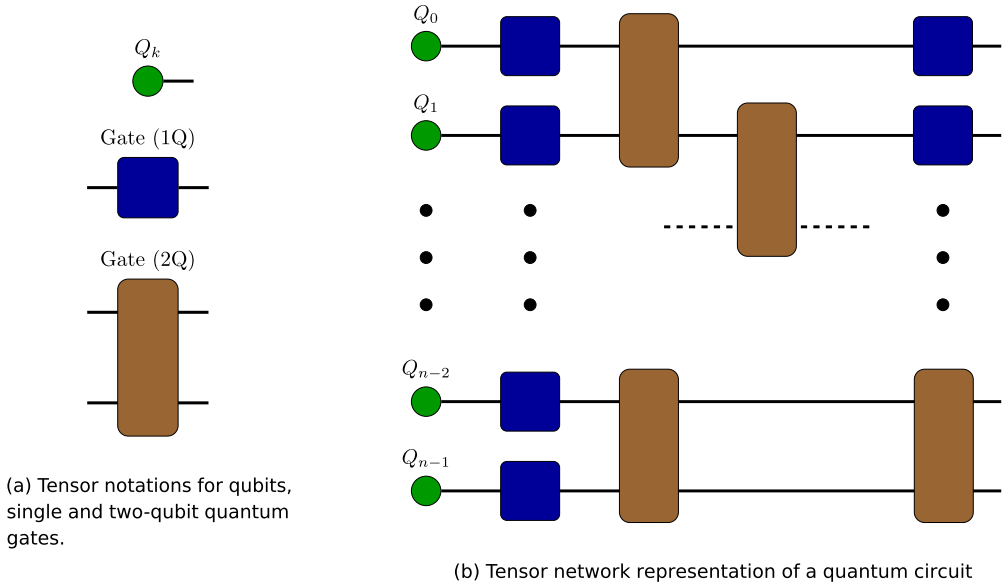 Q_k
Gate (1Q)
Gate (2Q)
(a) Tensor notations for qubits,
single and two-qubit quantum
gates.
Q_0
Q_1
Q_{n-2}
Q_{n-1}
(b) Tensor network representation of a quantum circuit